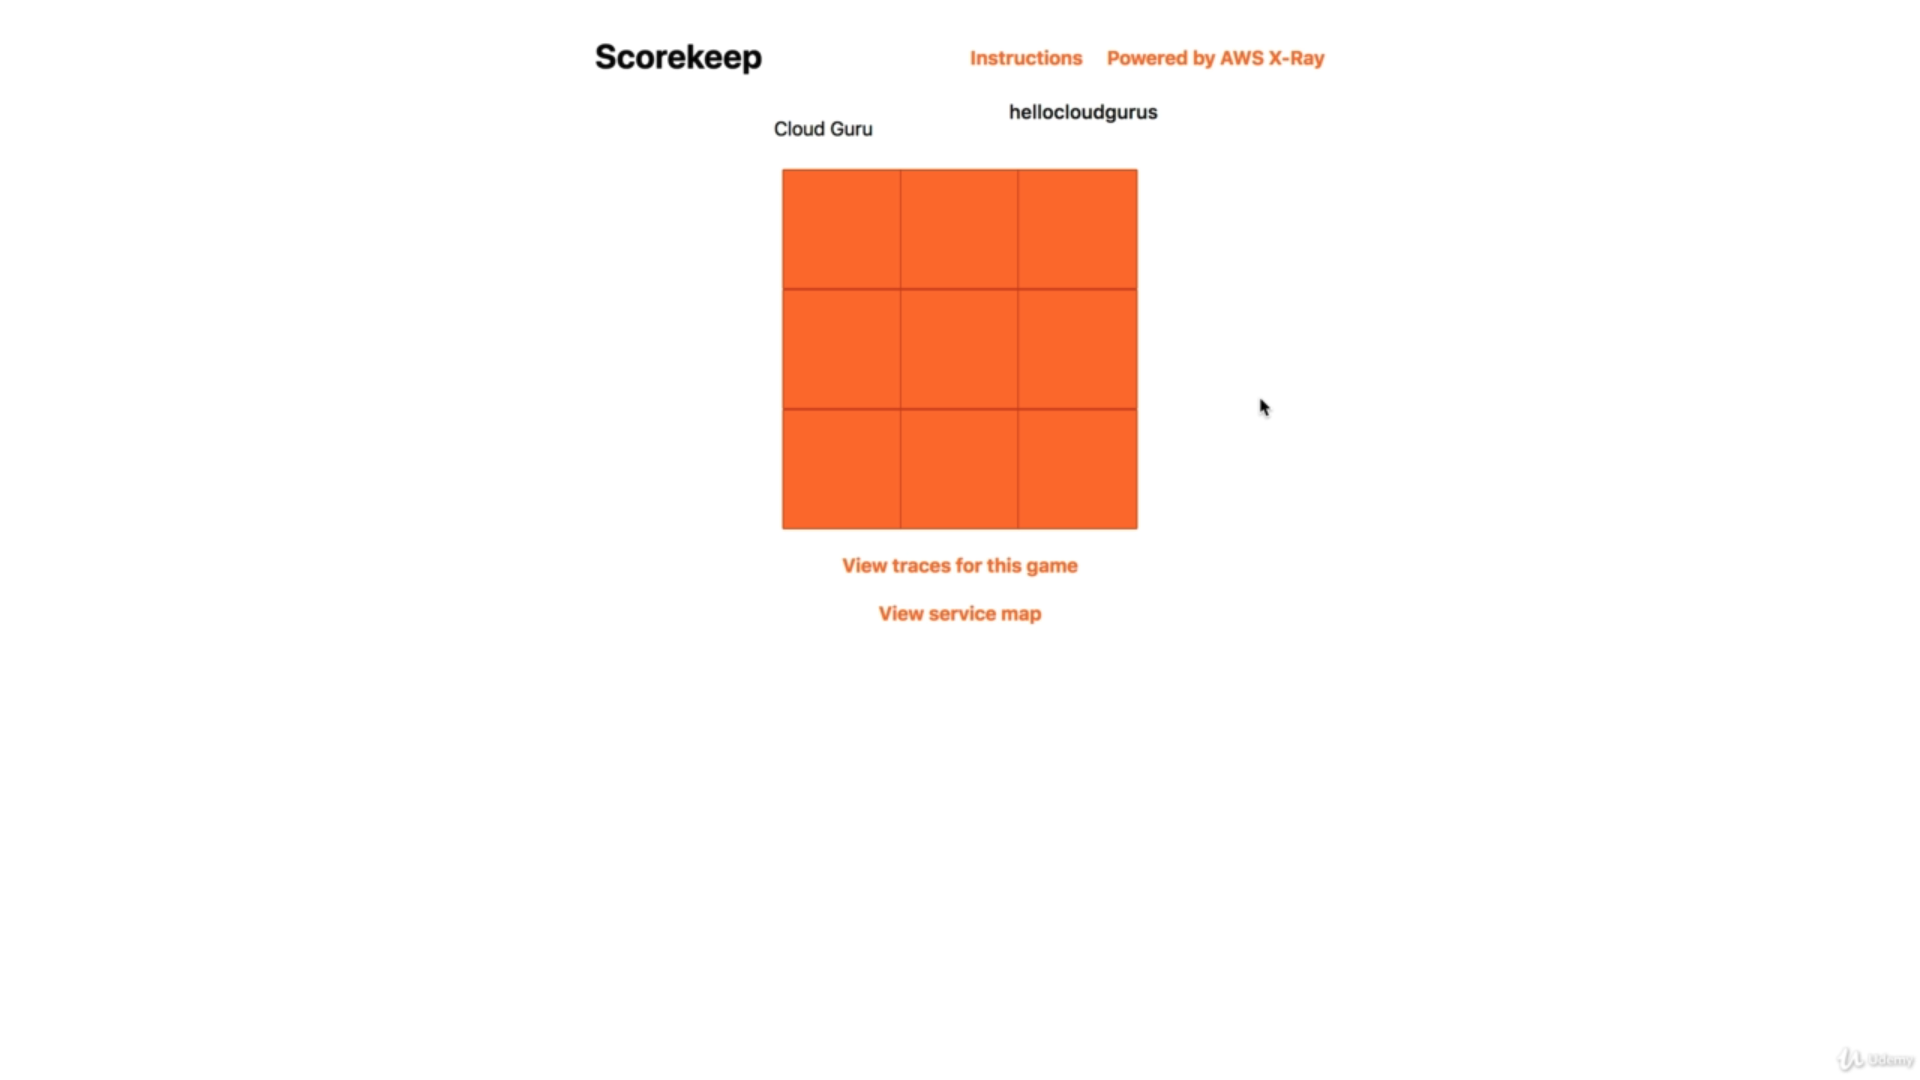 Scorekeep
Instructions
Powered by AWS X-Ray
hellocloudgurus
Cloud Guru
View traces for this game
View service map
Udemy